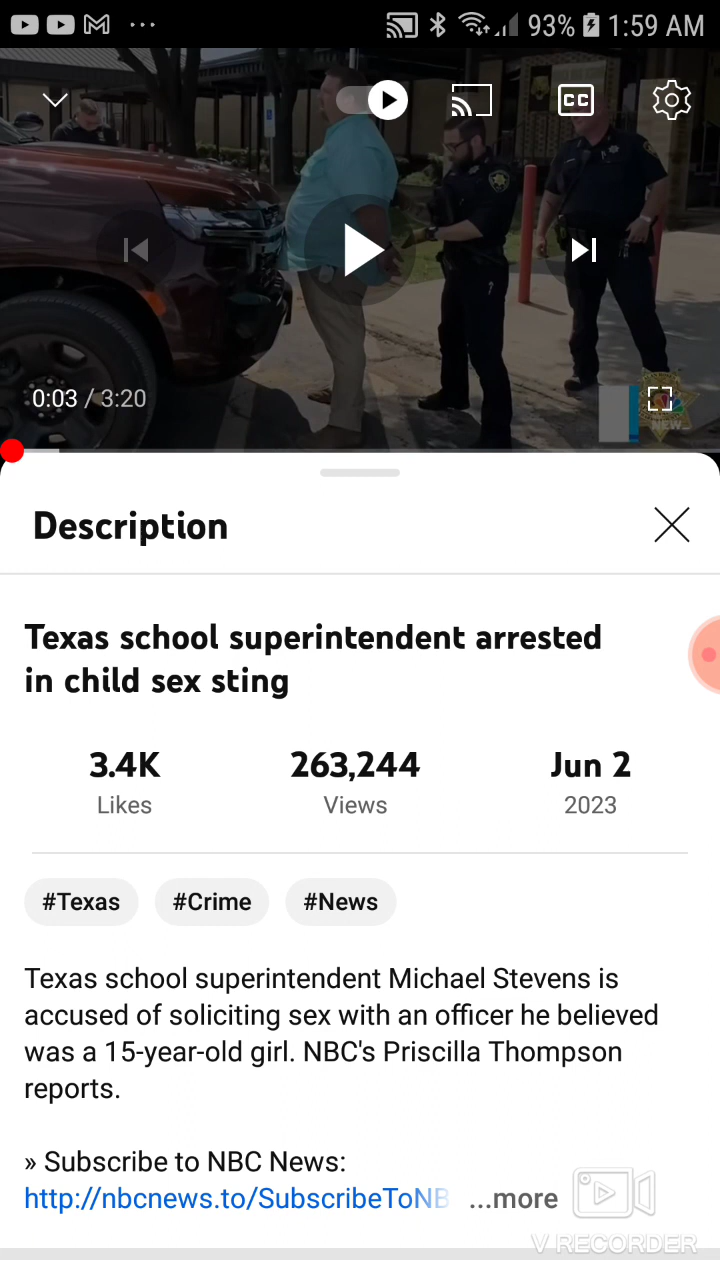 93% 1:59 AM
CC
0:03 / 3:20
NEW
Description
Texas school superintendent arrested
in child sex sting
3.4K 263,244 Jun 2
Likes Views 2023
#Texas #Crime #News
Texas school superintendent Michael Stevens is
accused of soliciting sex with an officer he believed
was a 15-year-old girl. NBC's Priscilla Thompson
reports.
» Subscribe to NBC News:
http://nbcnews.to/SubscribeToNB ...more
V RECORDER